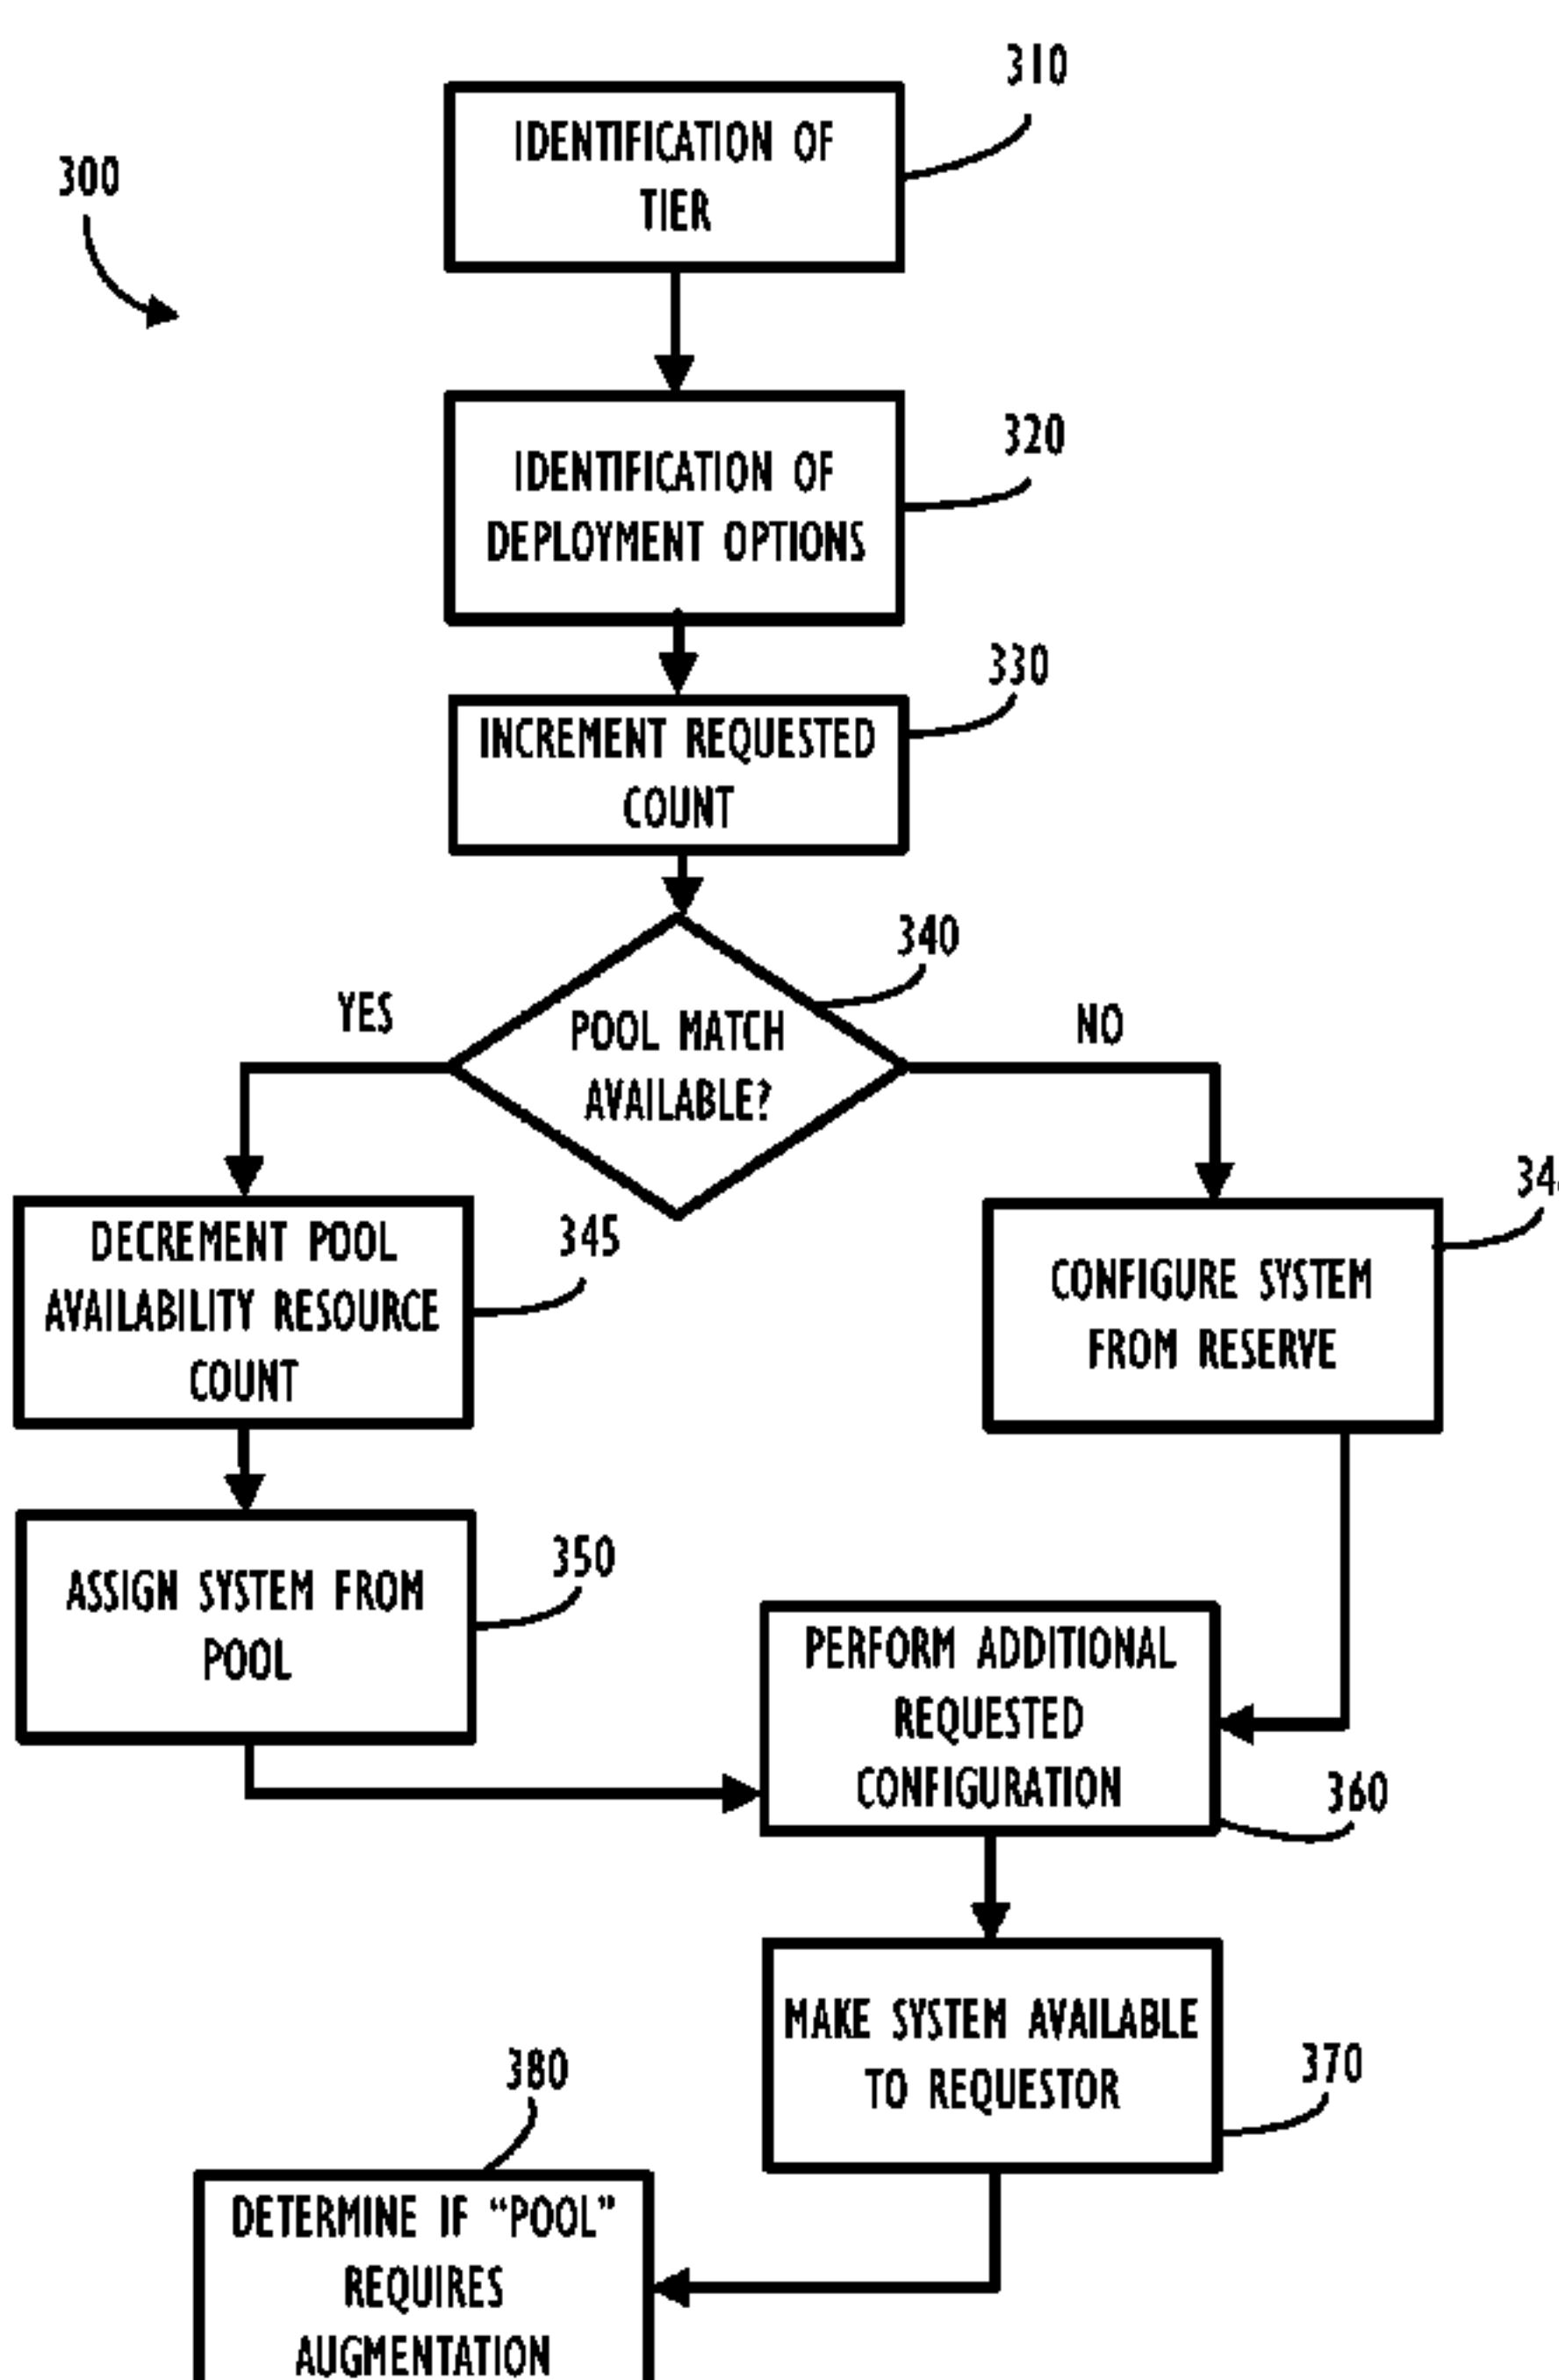 310
IDENTIFICATION OF
TIER
300
320
IDENTIFICATION OF
DEPLOYMENT OPTIONS
330
INCREMENT REQUESTED
COUNT
340
YES
POOL MATCH
AVAILABLE?
NO
345
DECREMENT POOL
AVAILABILITY RESOURCE
COUNT
CONFIGURE SYSTEM
FROM RESERVE
350
ASSIGN SYSTEM FROM
POOL
PERFORM ADDITIONAL
REQUESTED
CONFIGURATION
360
MAKE SYSTEM AVAILABLE
TO REQUESTOR
370
380
DETERMINE IF “POOL”
REQUIRES
AUGMENTATION